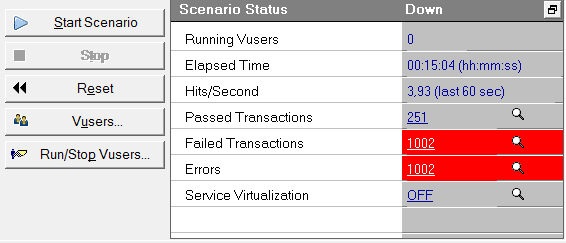 Start Scenario
Stop
Reset
Vusers...
Run/Stop Vusers...
Scenario Status Down
Running Vusers 0
Elapsed Time 00:15:04 (hh:mm:ss)
Hits/Second 3,93 (last 60 sec)
Passed Transactions 251
Failed Transactions 1002
Errors 1002
Service Virtualization OFF